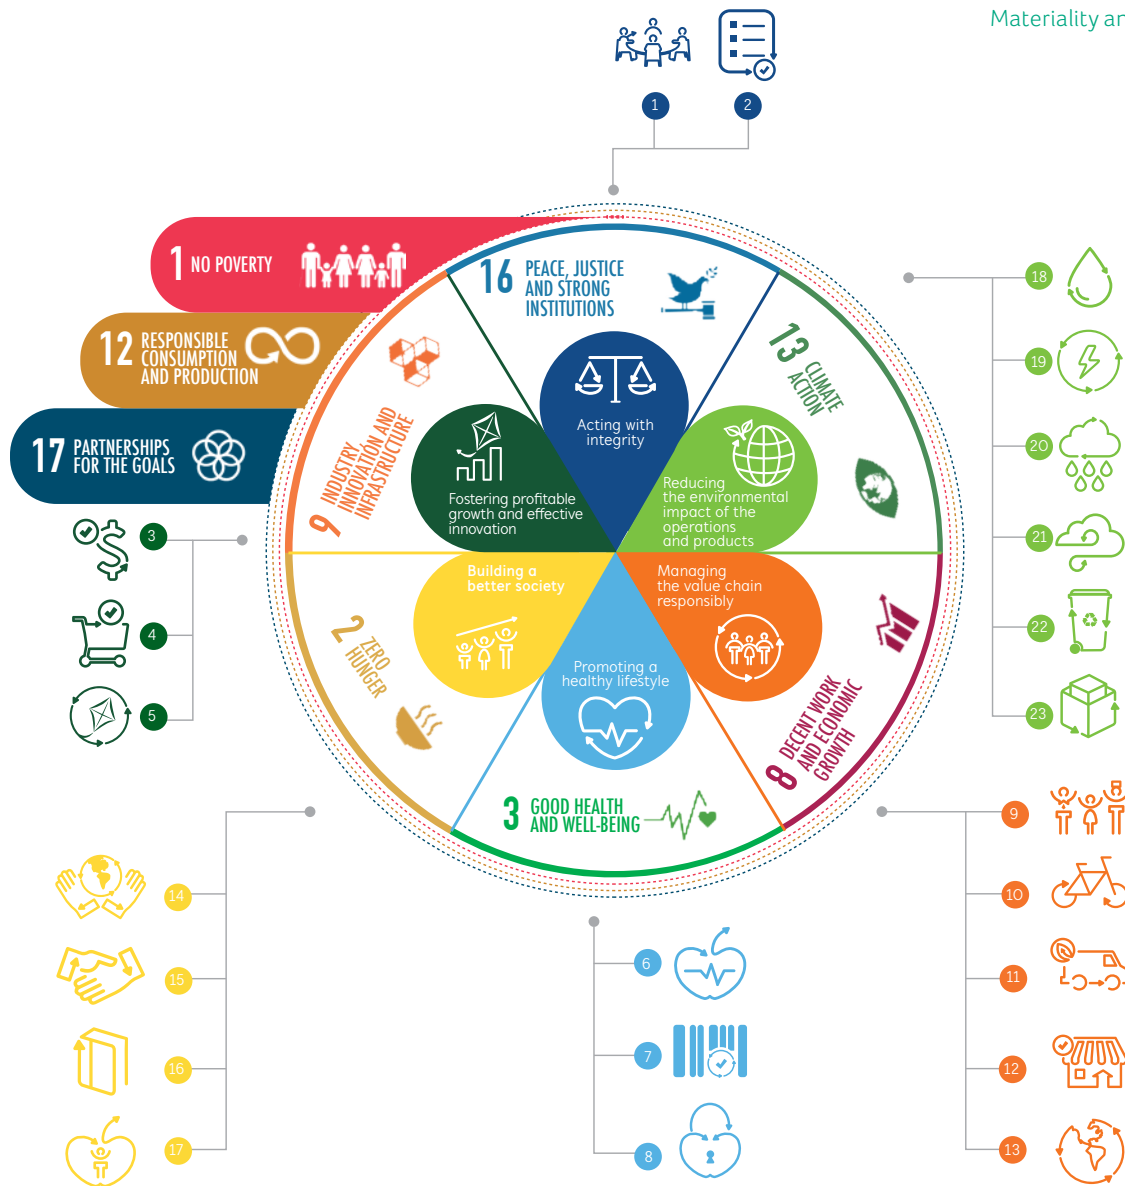 Materiality ar
1
2
1 NO POVERTY
12 RESPONSIBLE
CONSUMPTION
AND PRODUCTION
17 PARTNERSHIPS
FOR THE GOALS
16 PEACE, JUSTICE
AND STRONG
INSTITUTIONS
13 CLIMATE
ACTION
9 INDUSTRY,
INNOVATION AND
INFRASTRUCTURE
Acting with
integrity
Fostering profitable
growth and effective
innovation
Reducing
the environmental
impact of the
operations
and products
Building a
better society
Managing
the value chain
responsibly
Promoting a
healthy lifestyle
2 ZERO
HUNGER
8 DECENT WORK
AND ECONOMIC
GROWTH
3 GOOD HEALTH
AND WELL-BEING
3
4
5
18
19
20
21
22
23
14
15
16
17
6
7
8
9
10
11
12
13